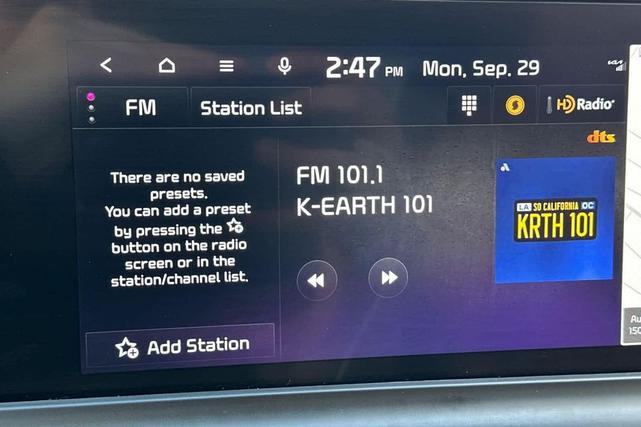 2:47 PM Mon, Sep. 29
FM
Station List
HD Radio
dts
There are no saved
presets.
You can add a preset
by pressing the
button on the radio
screen or in the
station/channel list.
Add Station
FM 101.1
K-EARTH 101
LA SO CALIFORNIA OC
KRTH 101